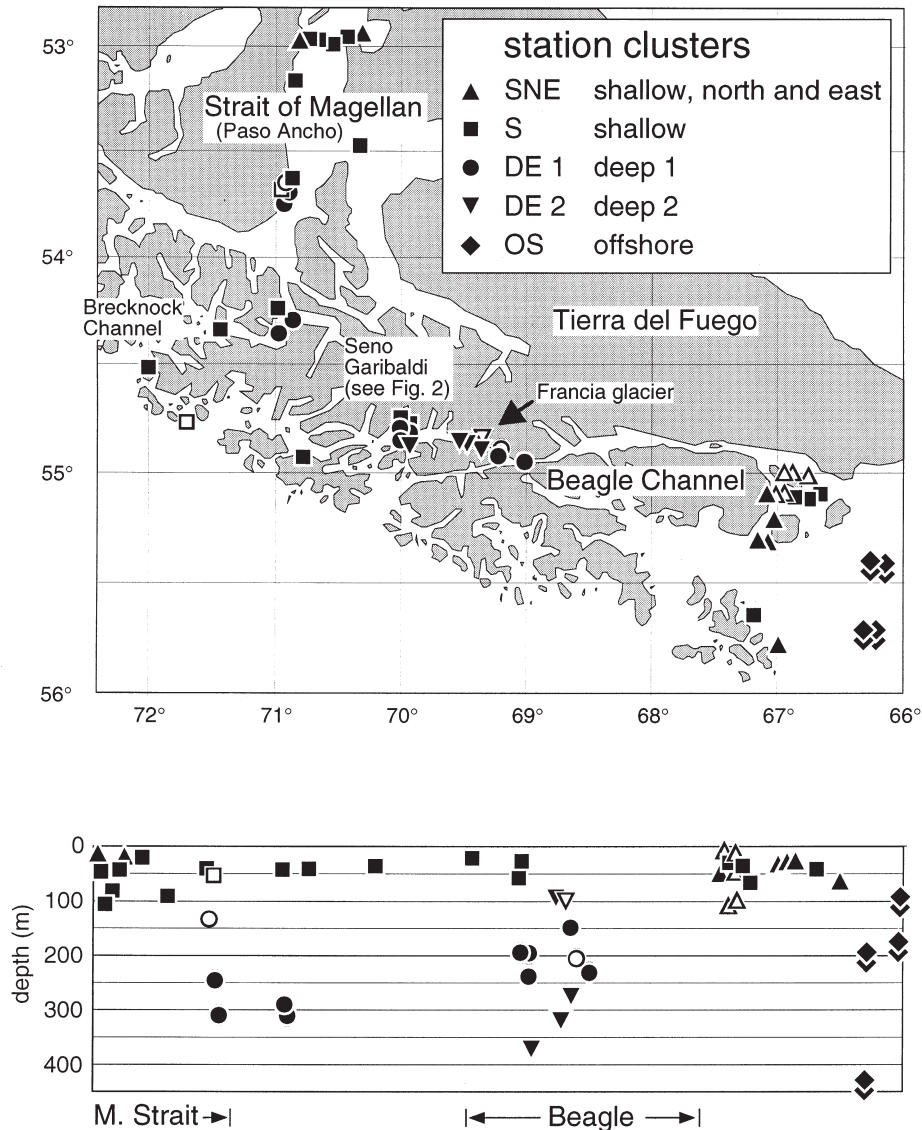 53°
54°
55°
56°
72°
71°
70°
69°
68°
67°
66°
station clusters
SNE shallow, north and east
S shallow
DE 1 deep 1
DE 2 deep 2
OS offshore
Strait of Magellan
(Paso Ancho)
Brecknock
Channel
Seno
Garibaldi
(see Fig. 2)
Tierra del Fuego
Francia glacier
Beagle Channel
depth (m)
0
100
200
300
400
M. Strait
Beagle